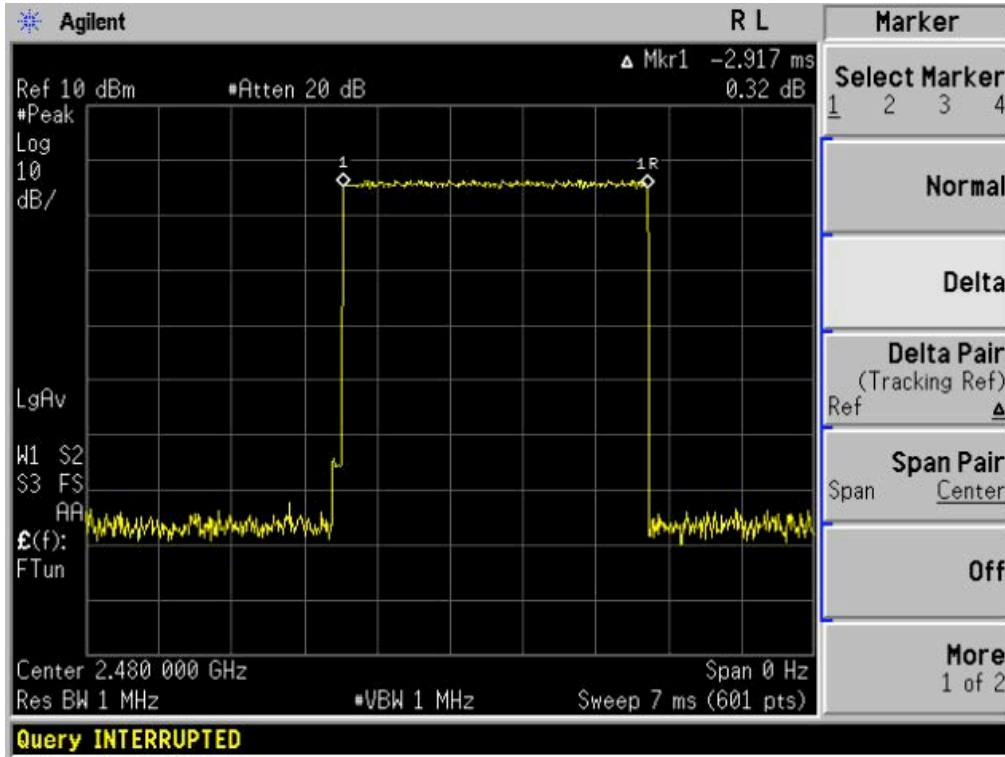 Agilent R L
Marker
Δ Mkr1 -2.917 ms
Ref 10 dBm #Atten 20 dB 0.32 dB
#Peak
Log
10
dB/
1
1R
LgAv
W1 S2
S3 FS
AA
£(f):
FTun
Center 2.480 000 GHz Span 0 Hz
Res BW 1 MHz #VBW 1 MHz Sweep 7 ms (601 pts)
Query INTERRUPTED
Select Marker
1 2 3 4
Normal
Delta
Delta Pair
(Tracking Ref)
Ref Δ
Span Pair
Span Center
Off
More
1 of 2